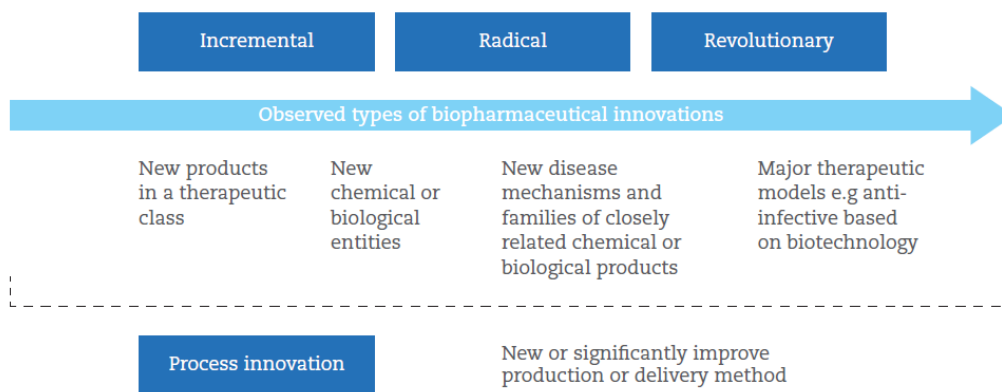 Incremental
Radical
Revolutionary
Observed types of biopharmaceutical innovations
New products
in a therapeutic
class
New
chemical or
biological
entities
New disease
mechanisms and
families of closely
related chemical or
biological products
Major therapeutic
models e.g anti-
infective based
on biotechnology
Process innovation
New or significantly improve
production or delivery method